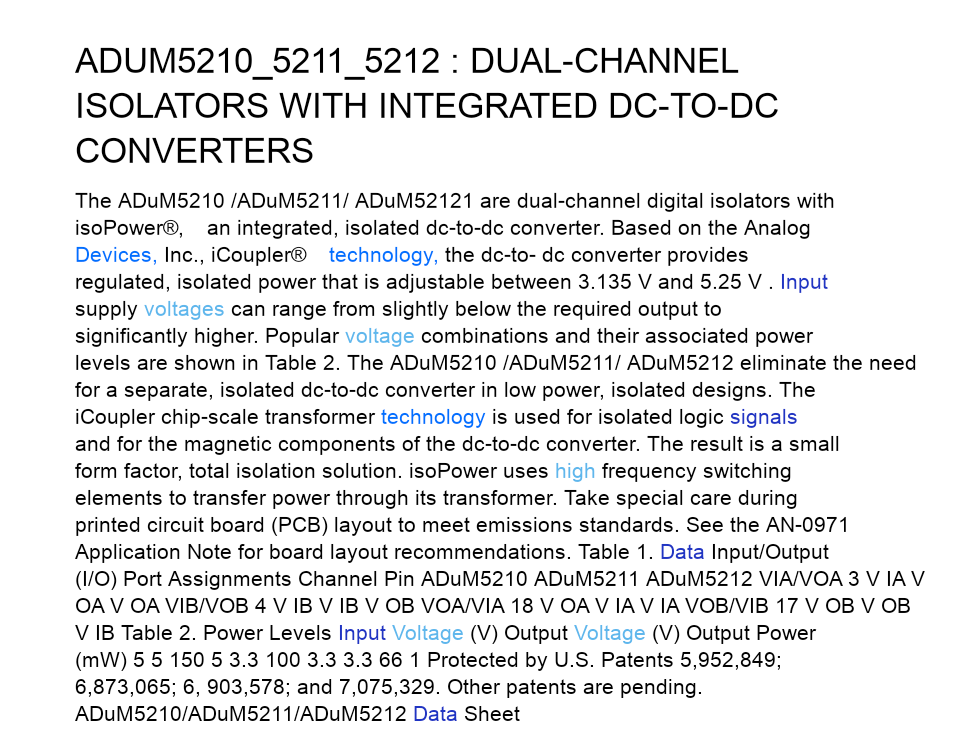 ADUM5210_5211_5212 : DUAL-CHANNEL
ISOLATORS WITH INTEGRATED DC-TO-DC
CONVERTERS
The ADuM5210 /ADuM5211/ ADuM52121 are dual-channel digital isolators with
isoPower®, an integrated, isolated dc-to-dc converter. Based on the Analog
Devices, Inc., iCoupler® technology, the dc-to- dc converter provides
regulated, isolated power that is adjustable between 3.135 V and 5.25 V . Input
supply voltages can range from slightly below the required output to
significantly higher. Popular voltage combinations and their associated power
levels are shown in Table 2. The ADuM5210 /ADuM5211/ ADuM5212 eliminate the need
for a separate, isolated dc-to-dc converter in low power, isolated designs. The
iCoupler chip-scale transformer technology is used for isolated logic signals
and for the magnetic components of the dc-to-dc converter. The result is a small
form factor, total isolation solution. isoPower uses high frequency switching
elements to transfer power through its transformer. Take special care during
printed circuit board (PCB) layout to meet emissions standards. See the AN-0971
Application Note for board layout recommendations. Table 1. Data Input/Output
(I/O) Port Assignments Channel Pin ADuM5210 ADuM5211 ADuM5212 VIA/VOA 3 V IA V
OA V OA VIB/VOB 4 V IB V IB V OB VOA/VIA 18 V OA V IA V IA VOB/VIB 17 V OB V OB
V IB Table 2. Power Levels Input Voltage (V) Output Voltage (V) Output Power
(mW) 5 5 150 5 3.3 100 3.3 3.3 66 1 Protected by U.S. Patents 5,952,849;
6,873,065; 6, 903,578; and 7,075,329. Other patents are pending.
ADuM5210/ADuM5211/ADuM5212 Data Sheet